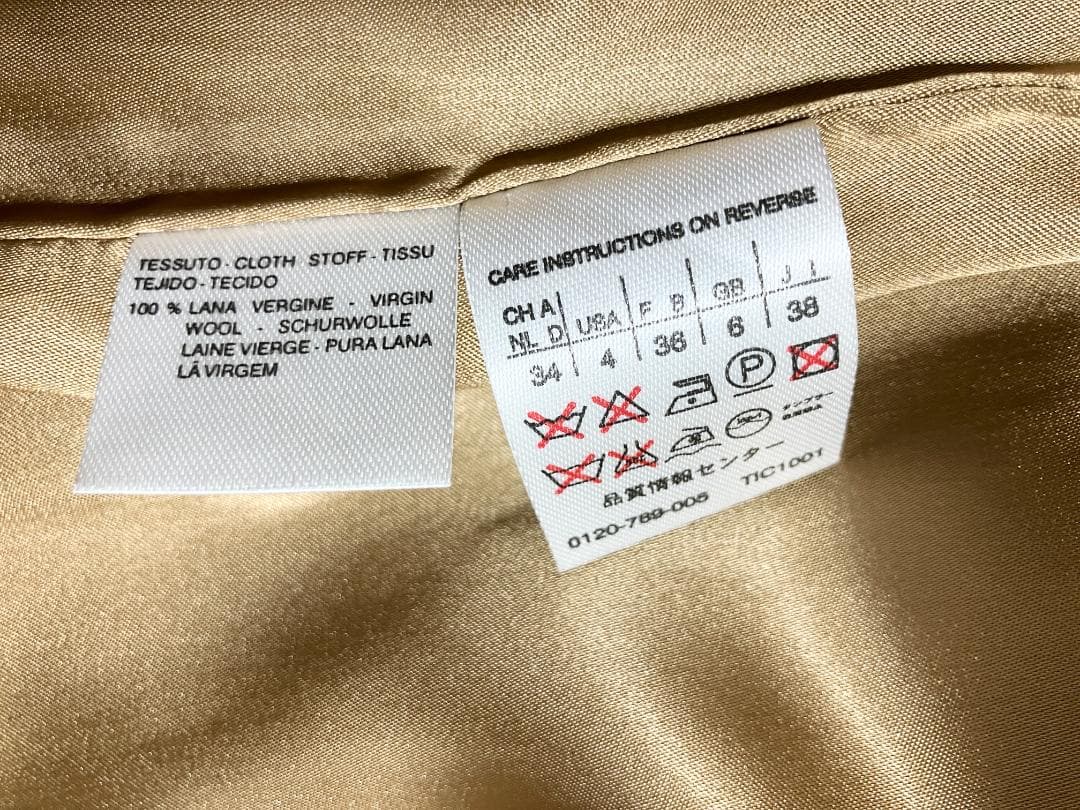 TESSUTO - CLOTH STOFF - TISSU
TEJIDO - TECIDO
100 % LANA VERGINE - VIRGIN
WOOL - SCHURWOLLE
LAINE VIERGE - PURA LANA
LÃ VIRGEM
CARE INSTRUCTIONS ON REVERSE
CH A USA F B GB J I
NL D
34 4 36 6 38
P
品質情報センター
0120-789-005 TIC1001